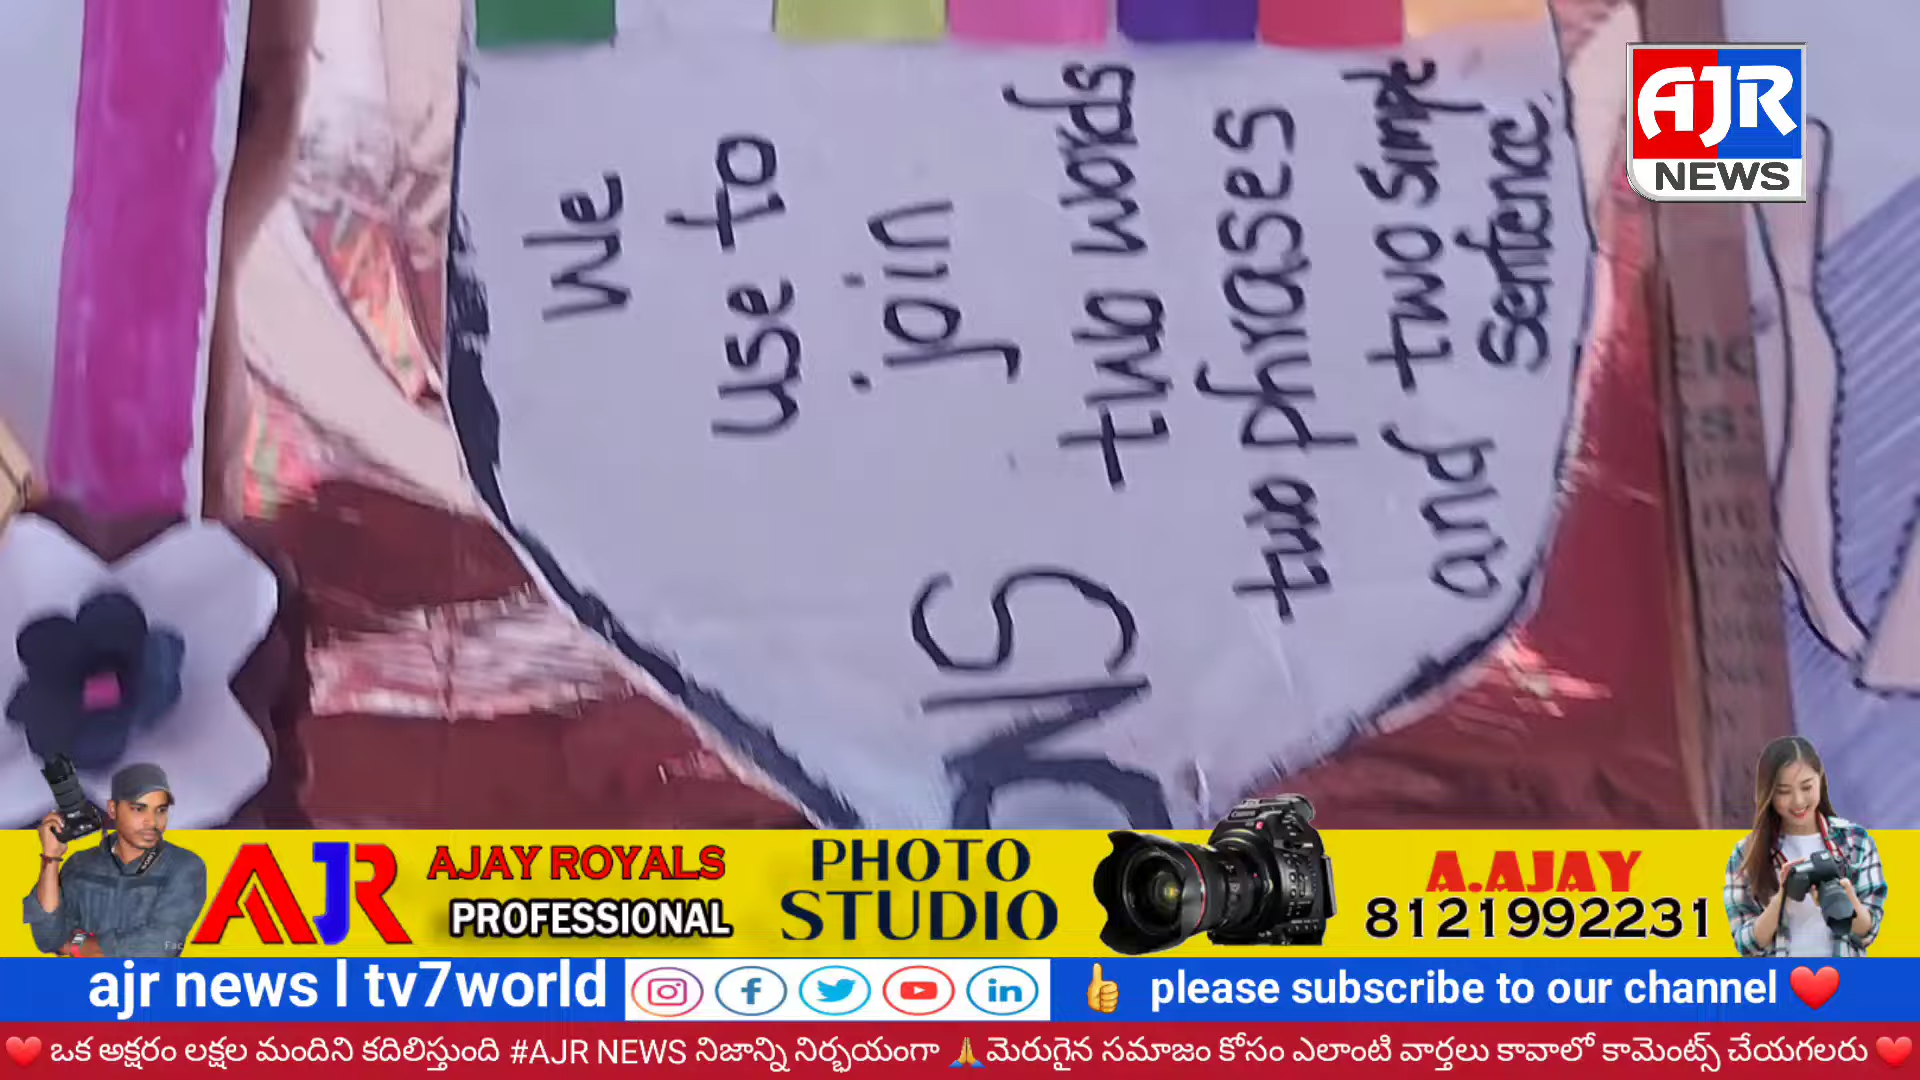 We
use to
join
two words
two phrases
and two simple
sentence.
AJR
NEWS
AJR
AJAY ROYALS
PROFESSIONAL
PHOTO
STUDIO
A.AJAY
8121992231
ajr news l tv7world
please subscribe to our channel
ఒక అక్షరం లక్షల మందిని కదిలిస్తుంది #AJR NEWS నిజాన్ని నిర్భయంగా 🙏మెరుగైన సమాజం కోసం ఎలాంటి వార్తలు కావాలో కామెంట్స్ చేయగలరు